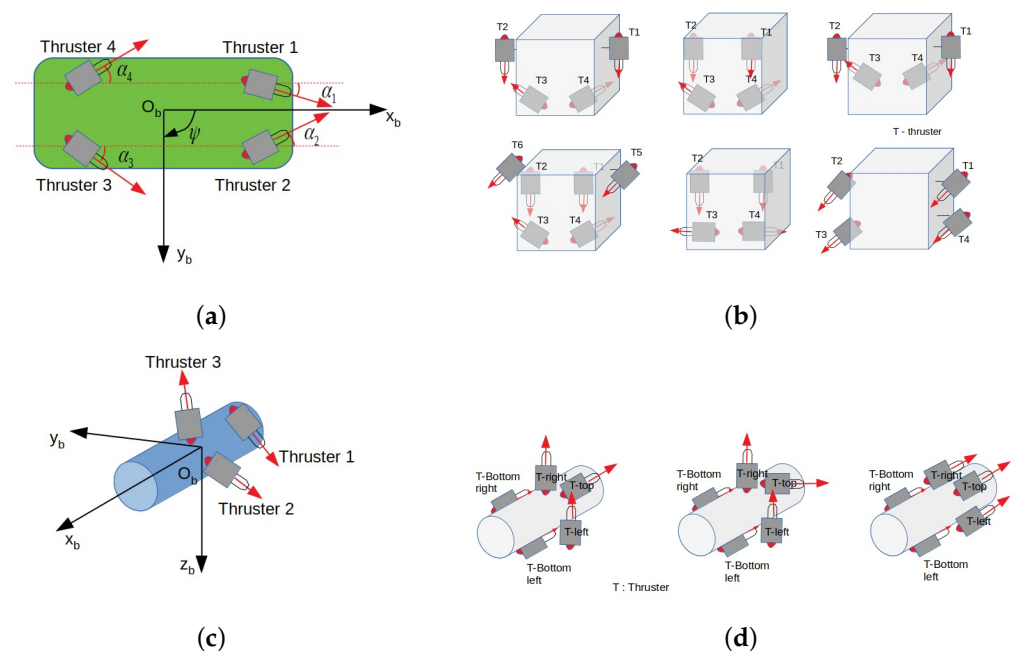 Thruster 4
Thruster 1
α4
α1
Ob
xb
ψ
α2
α3
Thruster 3
Thruster 2
yb
(a)
T2
T1
T3
T4
T2
T1
T3
T4
T2
T1
T3
T4
T - thruster
T6
T5
T2
T1
T3
T4
T2
T1
T3
T4
T2
T1
T3
T4
(b)
Thruster 3
yb
Thruster 1
Ob
Thruster 2
xb
zb
(c)
T-Bottom
right
T-right
T-top
T-left
T-Bottom
left
T-Bottom
right
T-right
T-top
T-left
T-Bottom
left
T-Bottom
right
T-right
T-top
T-left
T-Bottom
left
T : Thruster
(d)